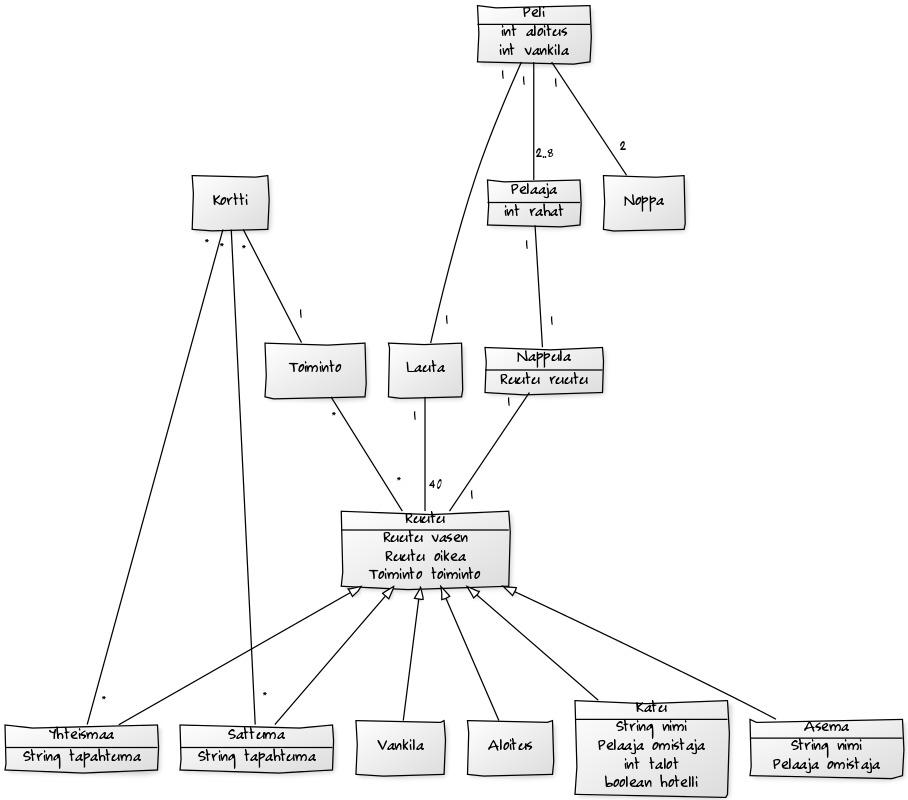 Peli
int aloitus
int vankila
1 1 1
2..8
2
Kortti
Pelaaja
int rahat
Noppa
* * *
1
1
1
1
Toiminto
Lauta
Nappula
Ruutu ruutu
*
1
1
*
40
1
Ruutu
Ruutu vasen
Ruutu oikea
Toiminto toiminto
*
*
Yhteismaa
String tapahtuma
Sattuma
String tapahtuma
Vankila
Aloitus
Katu
String nimi
Pelaaja omistaja
int talot
boolean hotelli
Asema
String nimi
Pelaaja omistaja